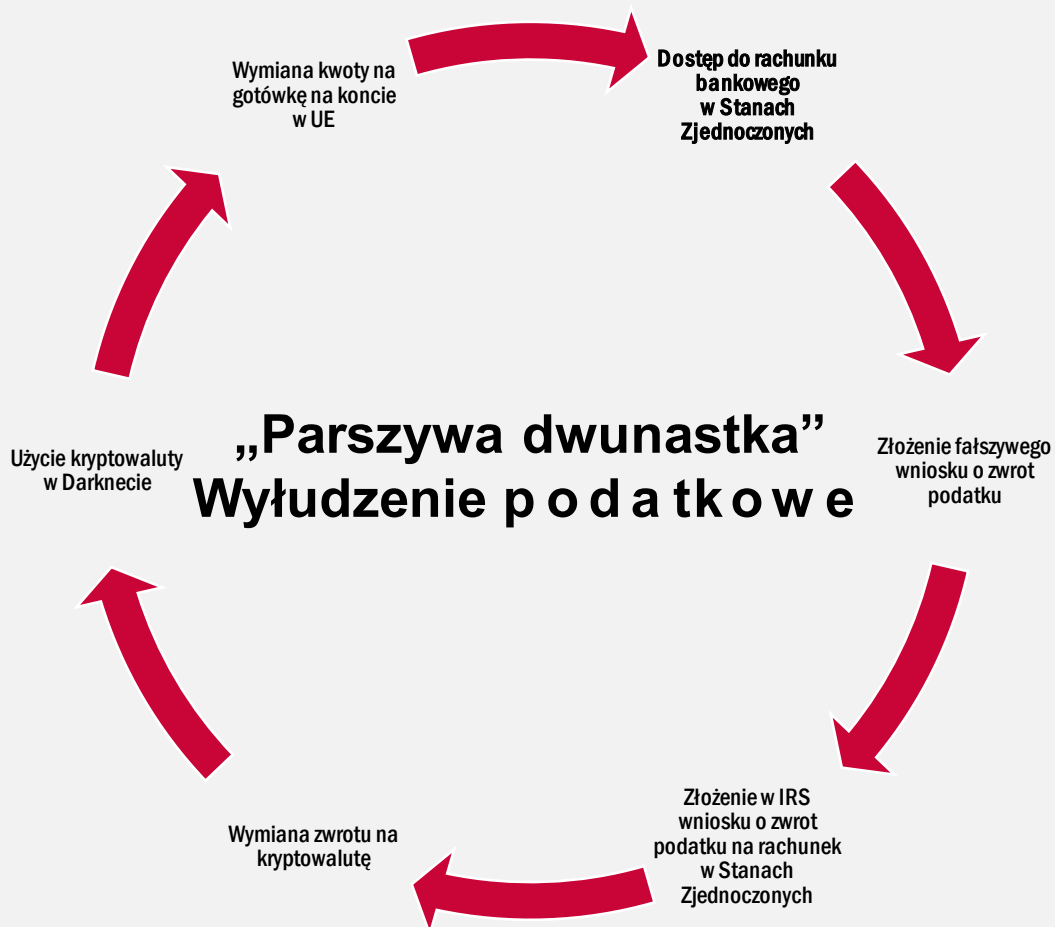 Wymiana kwoty na
gotówkę na koncie
w UE
Dostęp do rachunku
bankowego
w Stanach
Zjednoczonych
„Parszywa dwunastka”
Wyłudzenie podatkowe
Złożenie fałszywego
wniosku o zwrot
podatku
Złożenie w IRS
wniosku o zwrot
podatku na rachunek
w Stanach
Zjednoczonych
Wymiana zwrotu na
kryptowalutę
Użycie kryptowaluty
w Darknecie